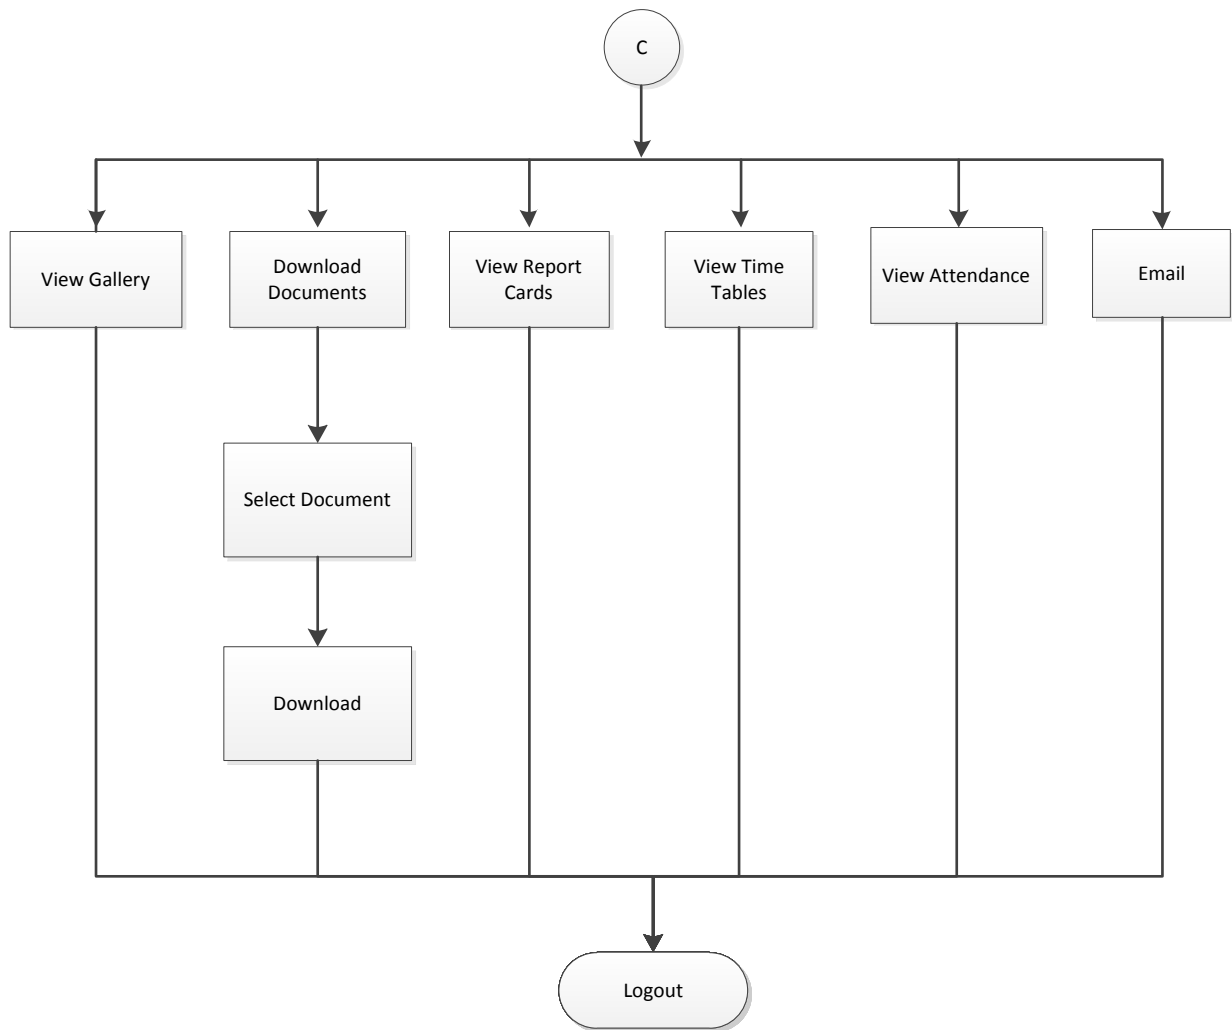 C
View Gallery
Download
Documents
View Report
Cards
View Time
Tables
View Attendance
Email
Select Document
Download
Logout